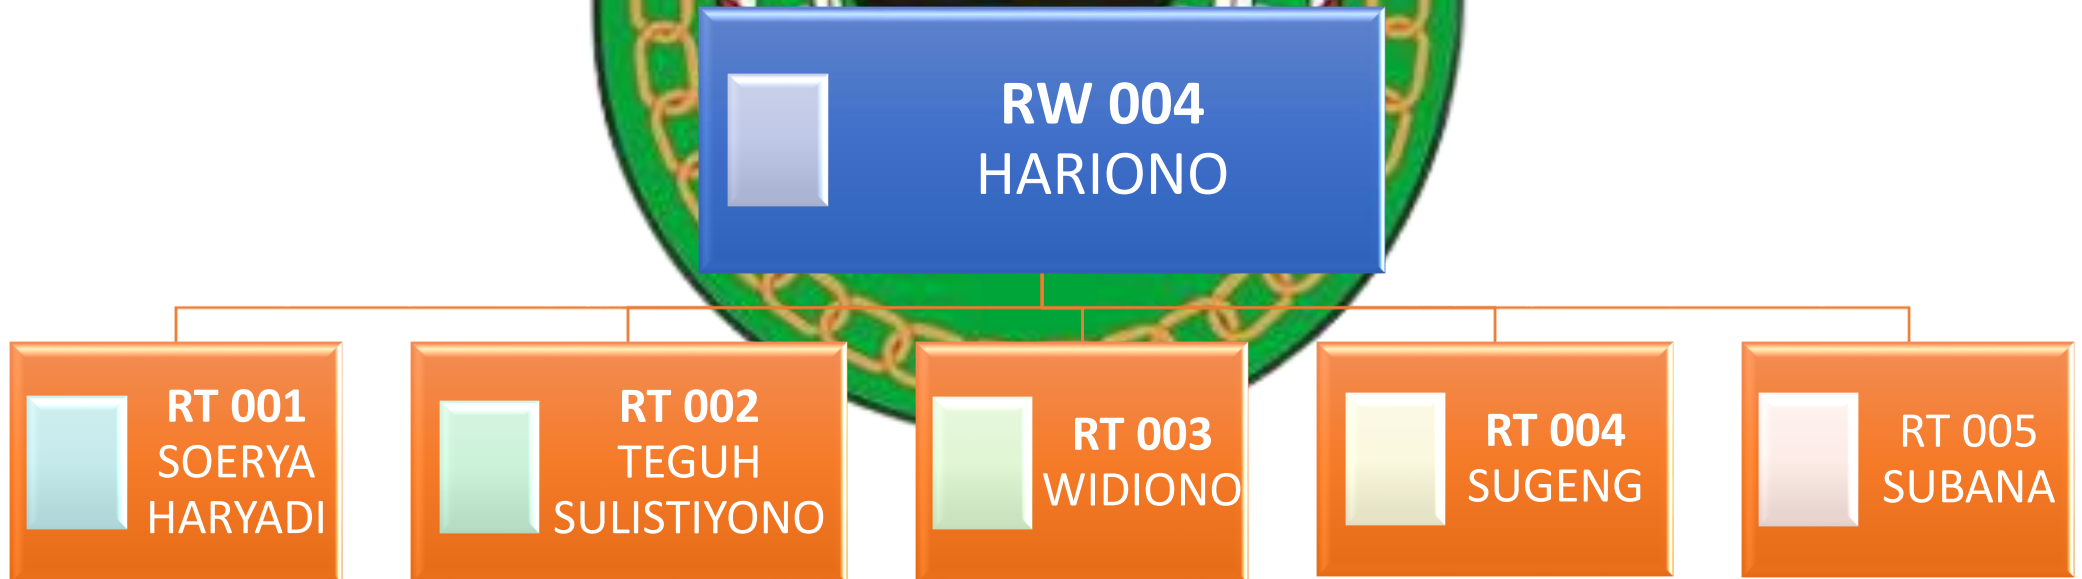 RW 004
HARIONO
RT 001
SOERYA
HARYADI
RT 002
TEGUH
SULISTIYONO
RT 003
WIDIONO
RT 004
SUGENG
RT 005
SUBANA